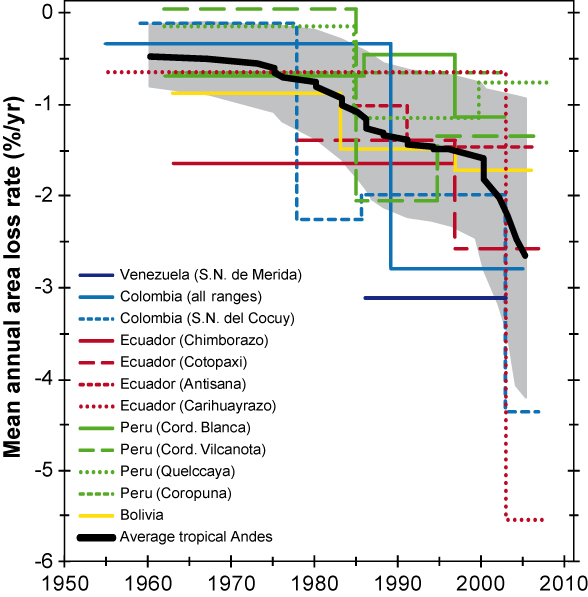 Mean annual area loss rate (%/yr)
0
-1
-2
-3
-4
-5
-6
Venezuela (S.N. de Merida)
Colombia (all ranges)
Colombia (S.N. del Cocuy)
Ecuador (Chimborazo)
Ecuador (Cotopaxi)
Ecuador (Antisana)
Ecuador (Carihuayrazo)
Peru (Cord. Blanca)
Peru (Cord. Vilcanota)
Peru (Quelccaya)
Peru (Coropuna)
Bolivia
Average tropical Andes
1950 1960 1970 1980 1990 2000 2010